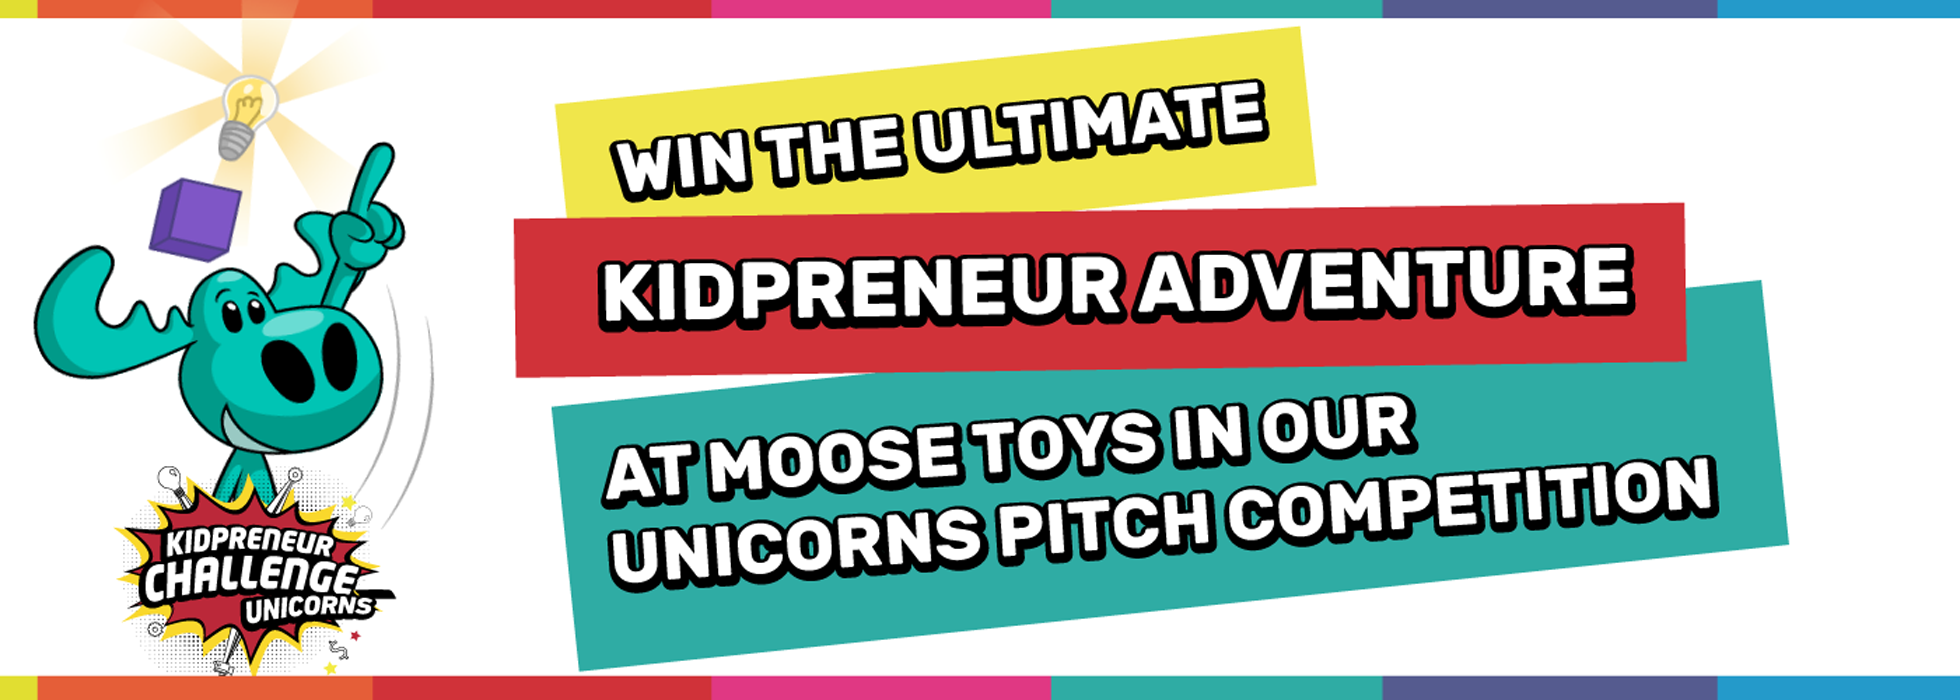 WIN THE ULTIMATE
KIDPRENEUR ADVENTURE
AT MOOSE TOYS IN OUR
UNICORNS PITCH COMPETITION
KIDPRENEUR
CHALLENGE
UNICORNS